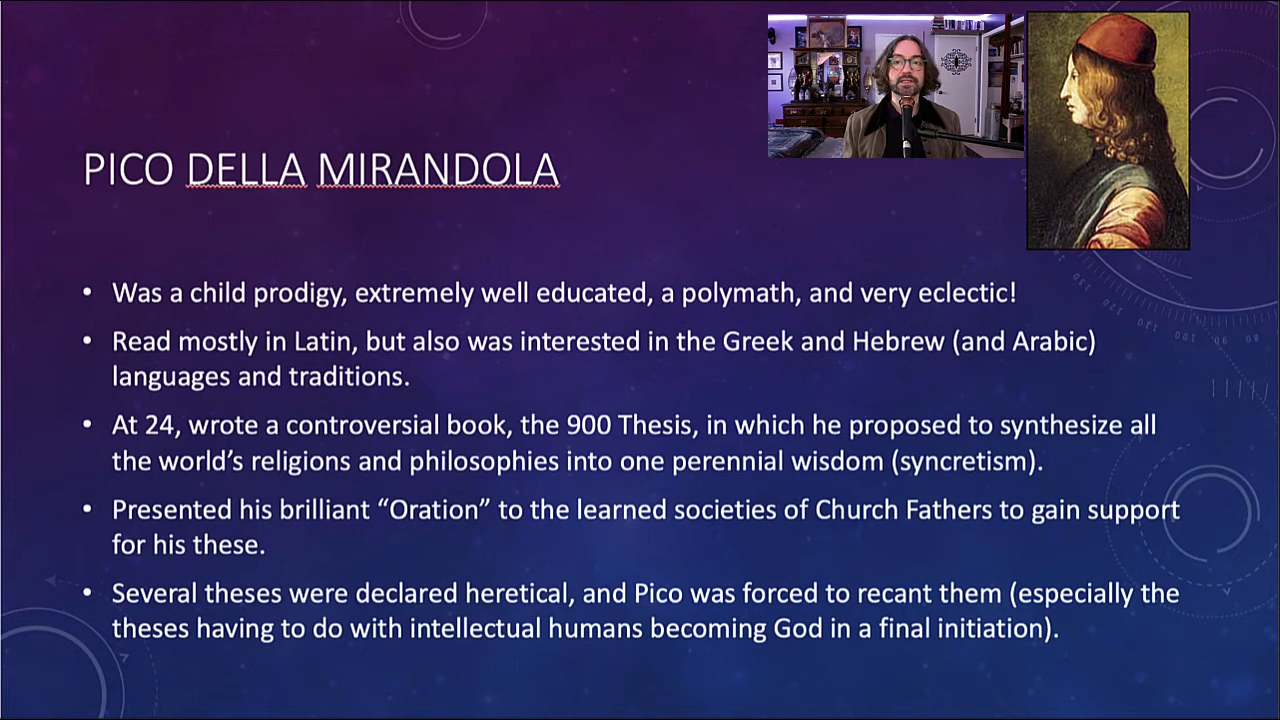 PICO DELLA MIRANDOLA
• Was a child prodigy, extremely well educated, a polymath, and very eclectic!
• Read mostly in Latin, but also was interested in the Greek and Hebrew (and Arabic)
languages and traditions.
• At 24, wrote a controversial book, the 900 Thesis, in which he proposed to synthesize all
the world’s religions and philosophies into one perennial wisdom (syncretism).
• Presented his brilliant “Oration” to the learned societies of Church Fathers to gain support
for his these.
• Several theses were declared heretical, and Pico was forced to recant them (especially the
theses having to do with intellectual humans becoming God in a final initiation).